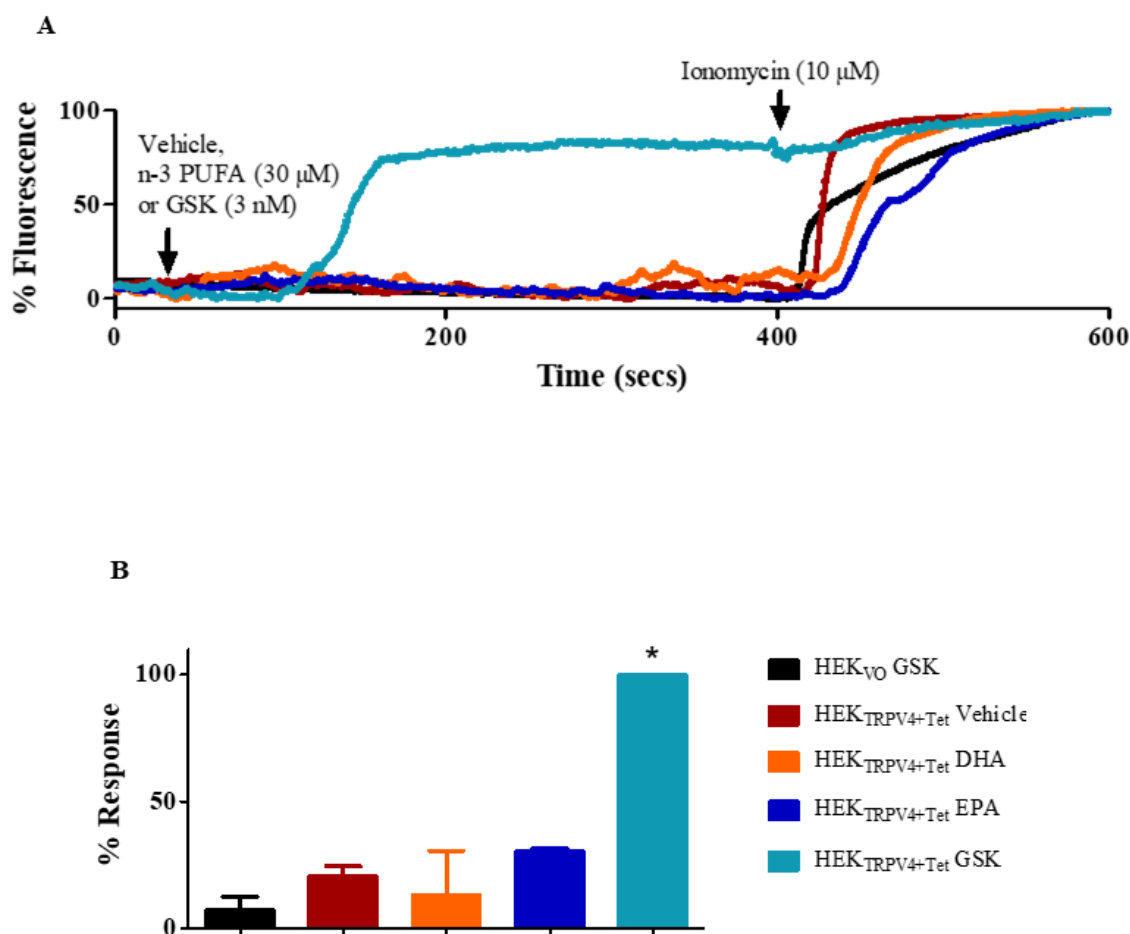 A
Ionomycin (10 µM)
Vehicle,
n-3 PUFA (30 µM)
or GSK (3 nM)
% Fluorescence
100
50
0
0
200
400
600
Time (secs)
B
% Response
100
50
0
*
HEKVO GSK
HEKTRPV4+Tet Vehicle
HEKTRPV4+Tet DHA
HEKTRPV4+Tet EPA
HEKTRPV4+Tet GSK